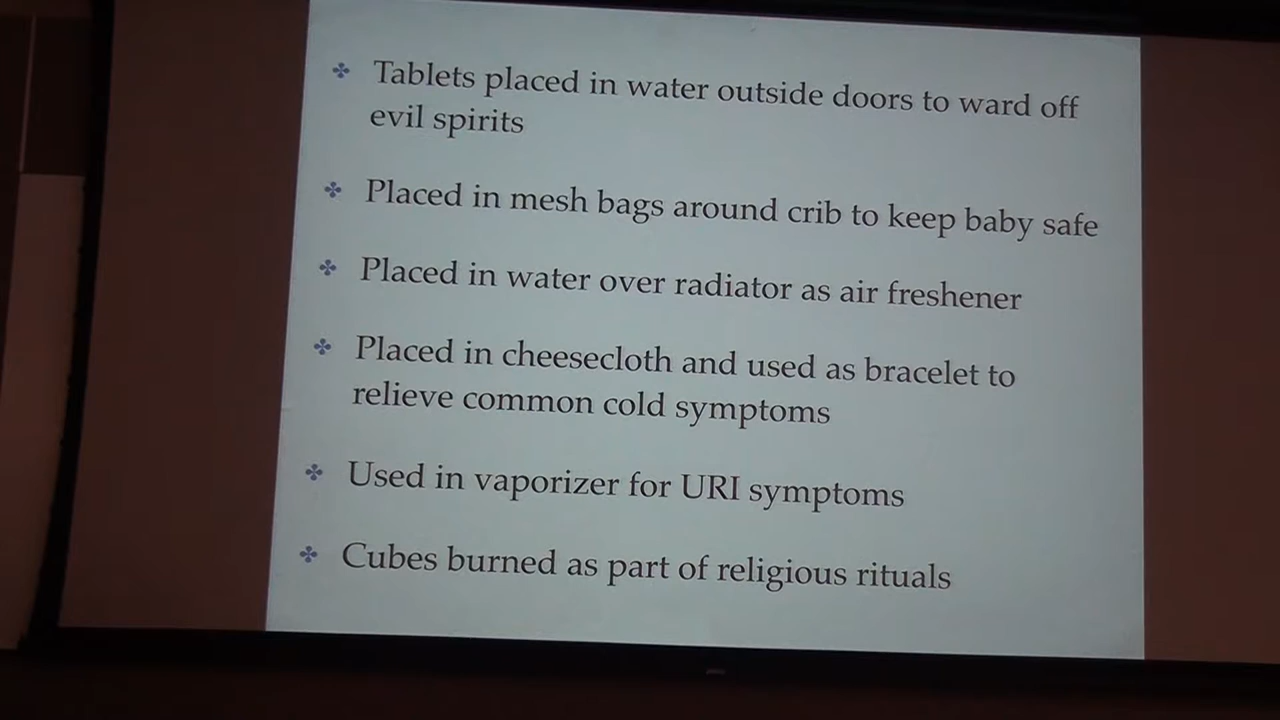 Tablets placed in water outside doors to ward off
evil spirits
Placed in mesh bags around crib to keep baby safe
Placed in water over radiator as air freshener
Placed in cheesecloth and used as bracelet to
relieve common cold symptoms
Used in vaporizer for URI symptoms
Cubes burned as part of religious rituals